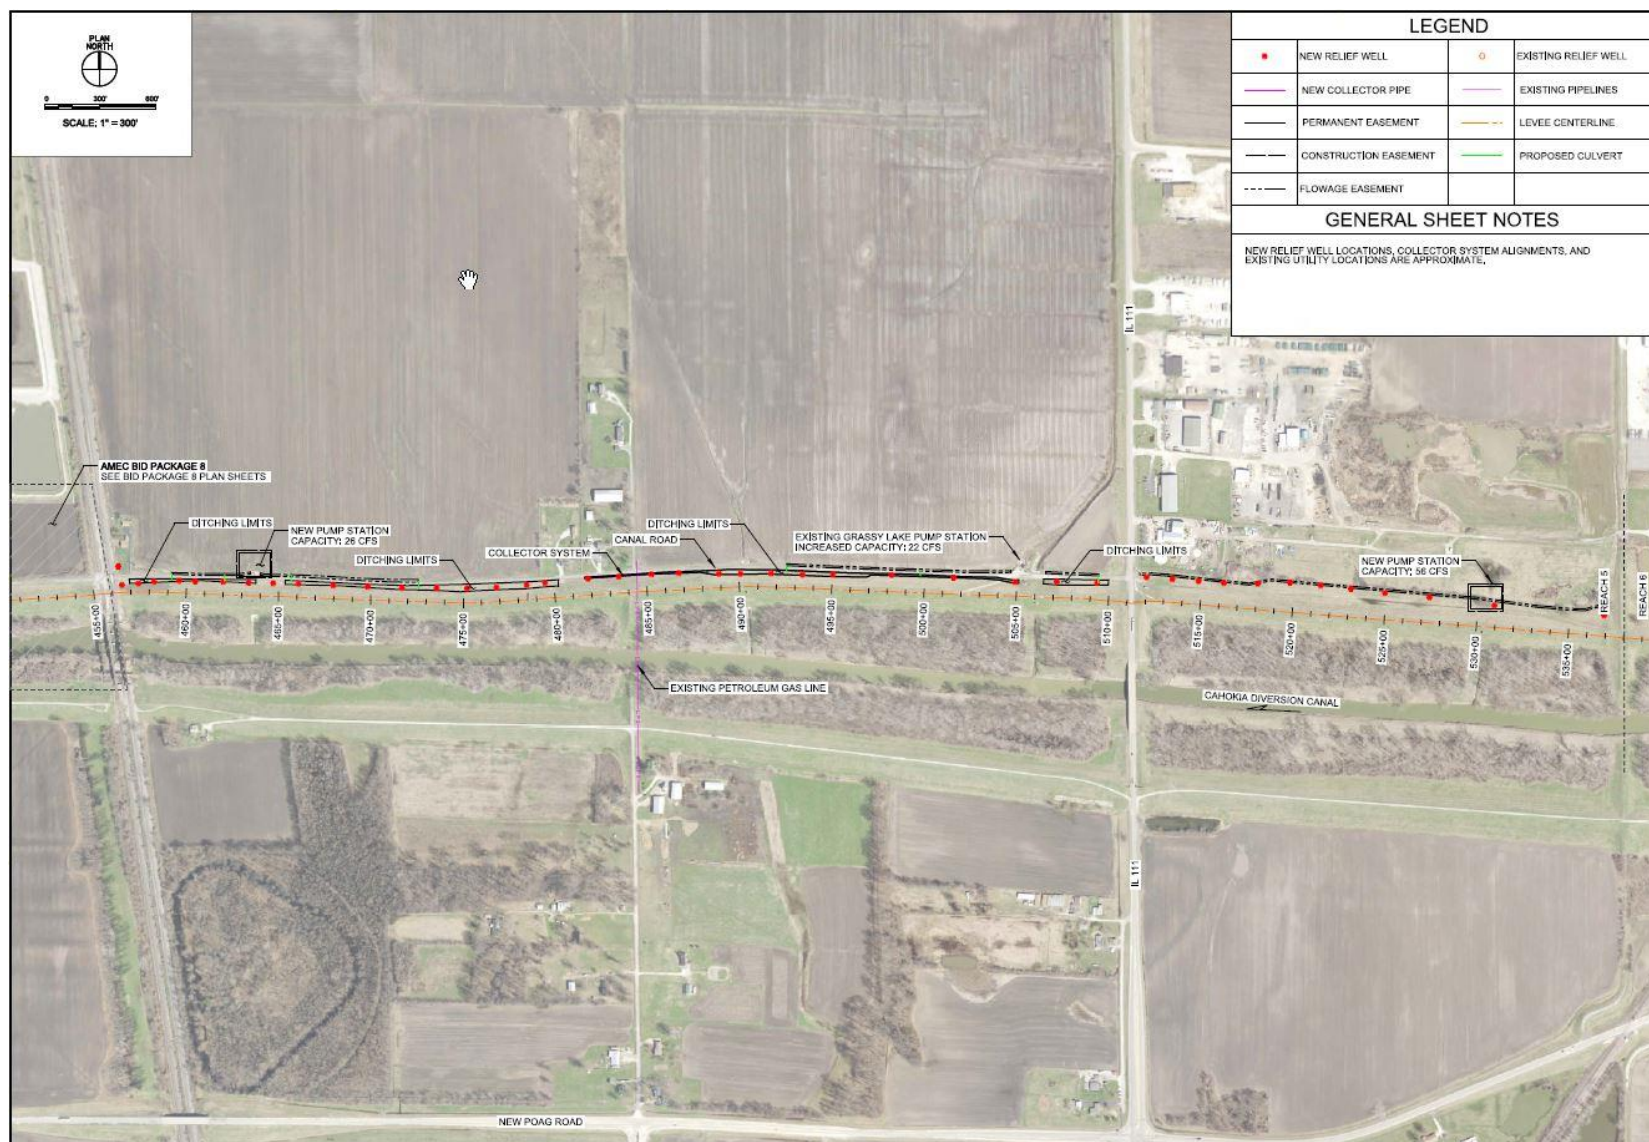 PLAN
NORTH
0 300' 600'
SCALE: 1" = 300'
LEGEND
NEW RELIEF WELL
EXISTING RELIEF WELL
NEW COLLECTOR PIPE
EXISTING PIPELINES
PERMANENT EASEMENT
LEVEE CENTERLINE
CONSTRUCTION EASEMENT
PROPOSED CULVERT
FLOWAGE EASEMENT
GENERAL SHEET NOTES
NEW RELIEF WELL LOCATIONS, COLLECTOR SYSTEM ALIGNMENTS, AND
EXISTING UTILITY LOCATIONS ARE APPROXIMATE.
IL 111
AMEC BID PACKAGE 8
SEE BID PACKAGE 8 PLAN SHEETS
DITCHING LIMITS
NEW PUMP STATION
CAPACITY: 26 CFS
DITCHING LIMITS
COLLECTOR SYSTEM
DITCHING LIMITS
CANAL ROAD
EXISTING GRASSY LAKE PUMP STATION
INCREASED CAPACITY: 22 CFS
DITCHING LIMITS
NEW PUMP STATION
CAPACITY: 56 CFS
REACH 5
REACH 6
455+00
460+00
465+00
470+00
475+00
480+00
485+00
490+00
495+00
500+00
505+00
510+00
515+00
520+00
525+00
530+00
535+00
EXISTING PETROLEUM GAS LINE
CAHOKIA DIVERSION CANAL
IL 111
NEW POAG ROAD